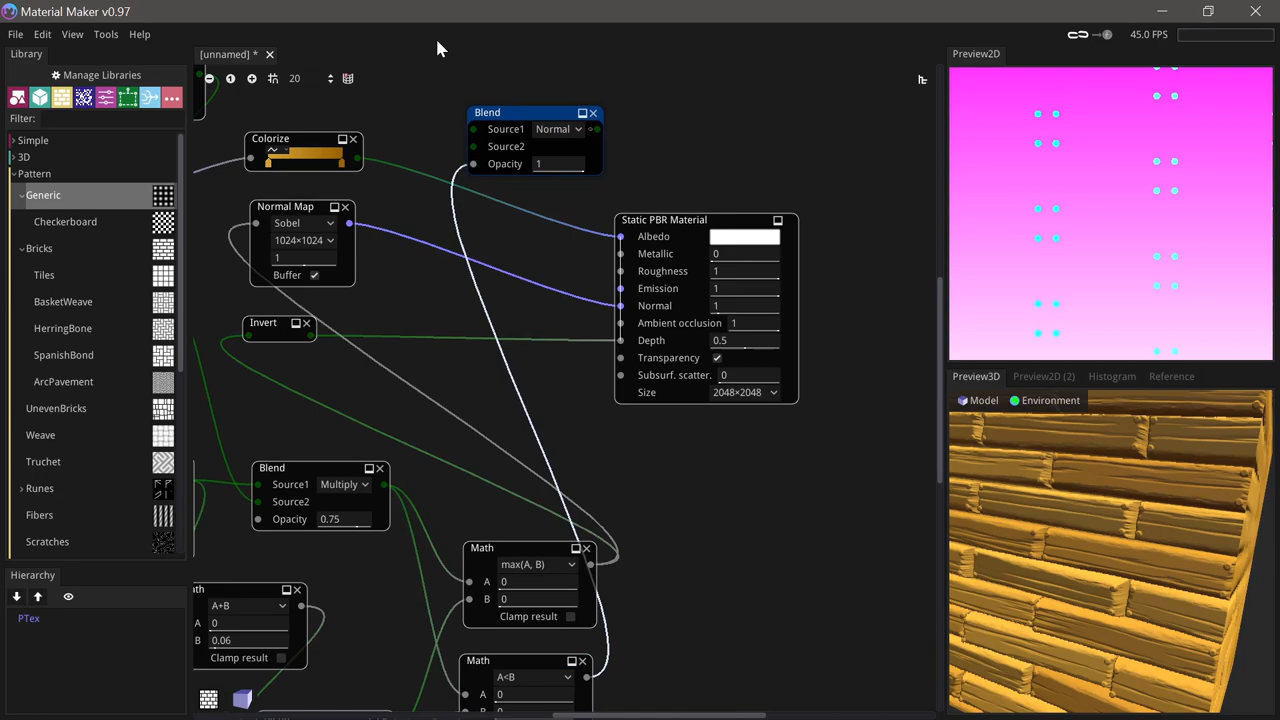 Material Maker v0.97
File Edit View Tools Help
45.0 FPS
Library
[unnamed] *
Preview2D
Manage Libraries
20
Filter:
Simple
3D
Pattern
Generic
Checkerboard
Bricks
Tiles
BasketWeave
HerringBone
SpanishBond
ArcPavement
UnevenBricks
Weave
Truchet
Runes
Fibers
Scratches
Hierarchy
PTex
Colorize
Normal Map
Sobel
1024×1024
1
Buffer
Invert
Blend
Source1 Normal
Source2
Opacity 1
Static PBR Material
Albedo
Metallic 0
Roughness 1
Emission 1
Normal 1
Ambient occlusion 1
Depth 0.5
Transparency
Subsurf. scatter. 0
Size 2048×2048
Blend
Source1 Multiply
Source2
Opacity 0.75
Math
max(A, B)
A 0
B 0
Clamp result
ath
A+B
A 0
B 0.06
Clamp result
Math
A<B
A 0
B 0
Preview3D Preview2D (2) Histogram Reference
Model Environment